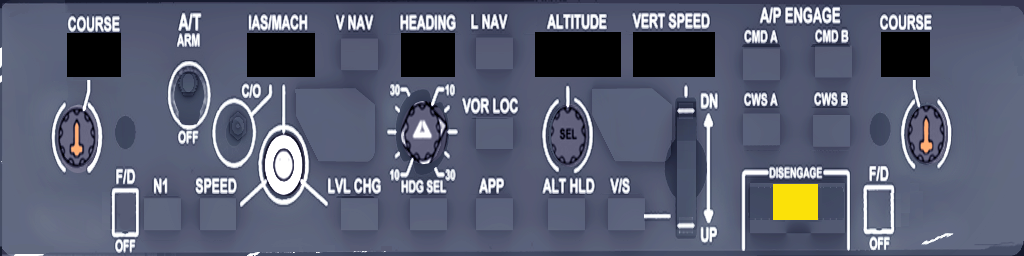 COURSE
A/T
ARM
OFF
IAS/MACH
C/O
V NAV
HEADING
30 10
10 30
HDG SEL
L NAV
VOR LOC
ALTITUDE
SEL
VERT SPEED
DN
UP
A/P ENGAGE
CMD A CMD B
CWS A CWS B
DISENGAGE
COURSE
F/D
OFF
N1
SPEED
LVL CHG
APP
ALT HLD
V/S
F/D
OFF